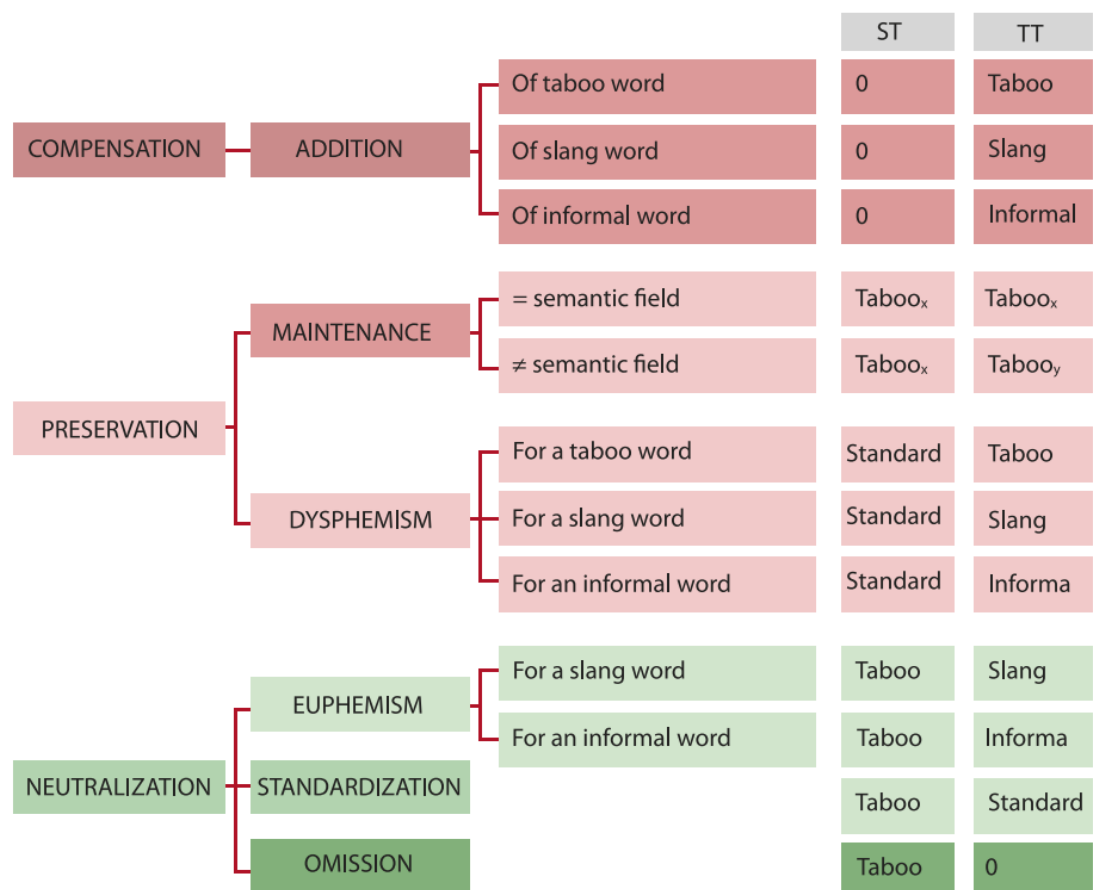 ST TT
Of taboo word 0 Taboo
COMPENSATION ADDITION Of slang word 0 Slang
Of informal word 0 Informal
= semantic field Tabooₓ Tabooₓ
MAINTENANCE
≠ semantic field Tabooₓ Tabooᵧ
PRESERVATION
For a taboo word Standard Taboo
DYSPHEMISM For a slang word Standard Slang
For an informal word Standard Informa
For a slang word Taboo Slang
EUPHEMISM
For an informal word Taboo Informa
NEUTRALIZATION STANDARDIZATION Taboo Standard
OMISSION Taboo 0